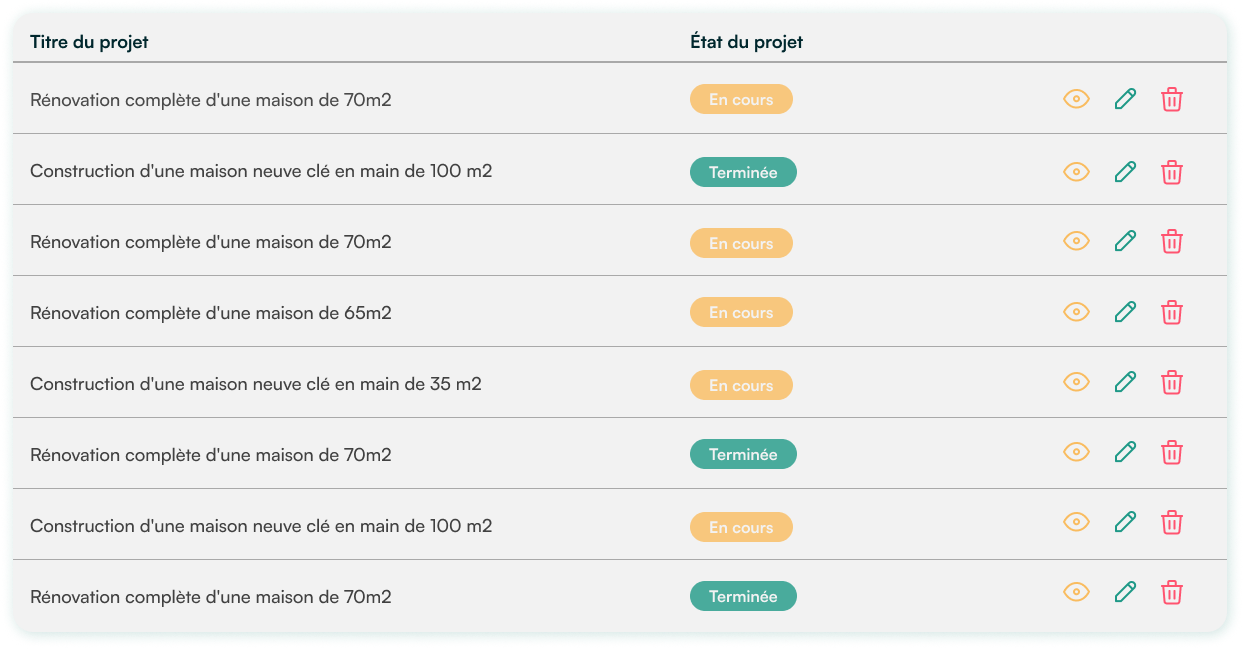 Titre du projet État du projet
Rénovation complète d'une maison de 70m2 En cours
Construction d'une maison neuve clé en main de 100 m2 Terminée
Rénovation complète d'une maison de 70m2 En cours
Rénovation complète d'une maison de 65m2 En cours
Construction d'une maison neuve clé en main de 35 m2 En cours
Rénovation complète d'une maison de 70m2 Terminée
Construction d'une maison neuve clé en main de 100 m2 En cours
Rénovation complète d'une maison de 70m2 Terminée